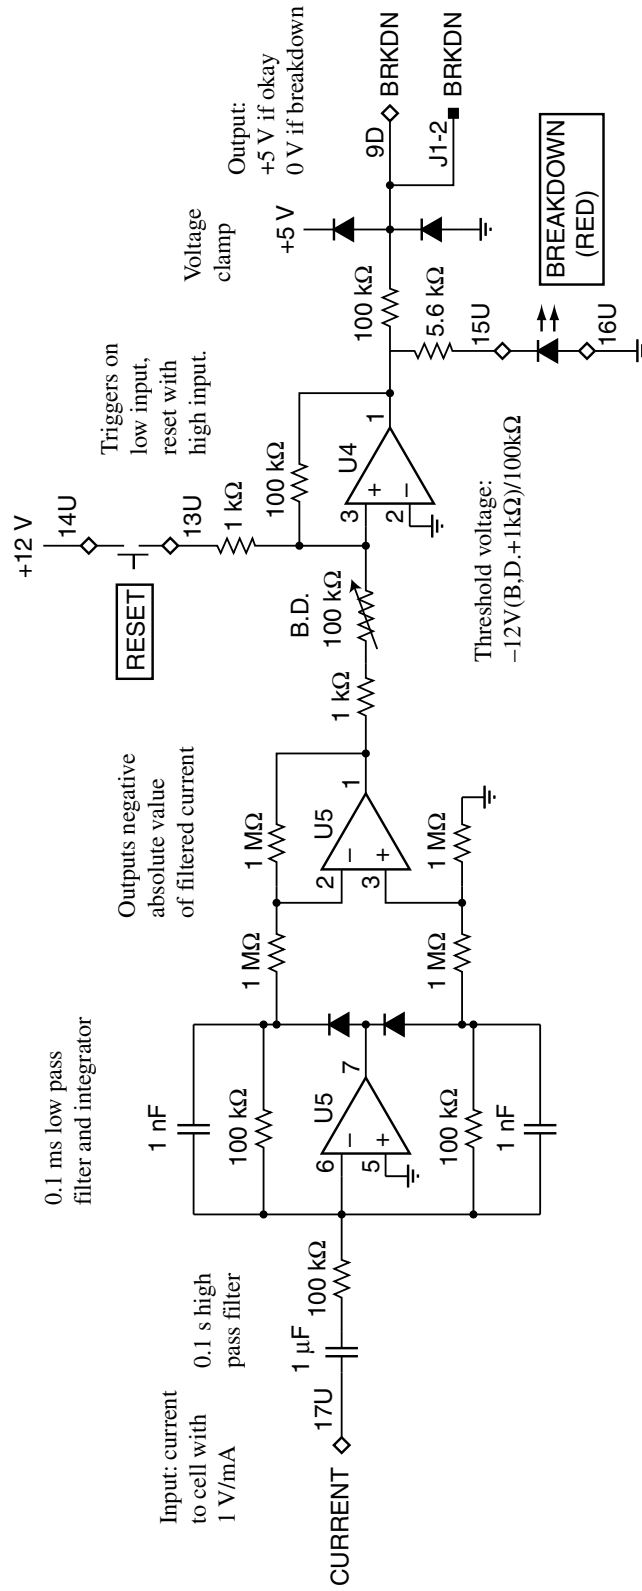 Input: current
to cell with
1 V/mA
CURRENT
17U
1 μF
0.1 s high
pass filter
100 kΩ
0.1 ms low pass
filter and integrator
1 nF
100 kΩ
6
5
U5
7
100 kΩ
1 nF
Outputs negative
absolute value
of filtered current
1 MΩ
1 MΩ
2
3
U5
1
1 MΩ
1 MΩ
1 kΩ
B.D.
100 kΩ
RESET
+12 V
14U
13U
1 kΩ
Triggers on
low input,
reset with
high input.
100 kΩ
3
2
U4
1
Threshold voltage:
–12V(B,D.+1kΩ)/100kΩ
Voltage
clamp
+5 V
100 kΩ
5.6 kΩ
15U
16U
BREAKDOWN
(RED)
Output:
+5 V if okay
0 V if breakdown
9D
BRKDN
J1-2
BRKDN